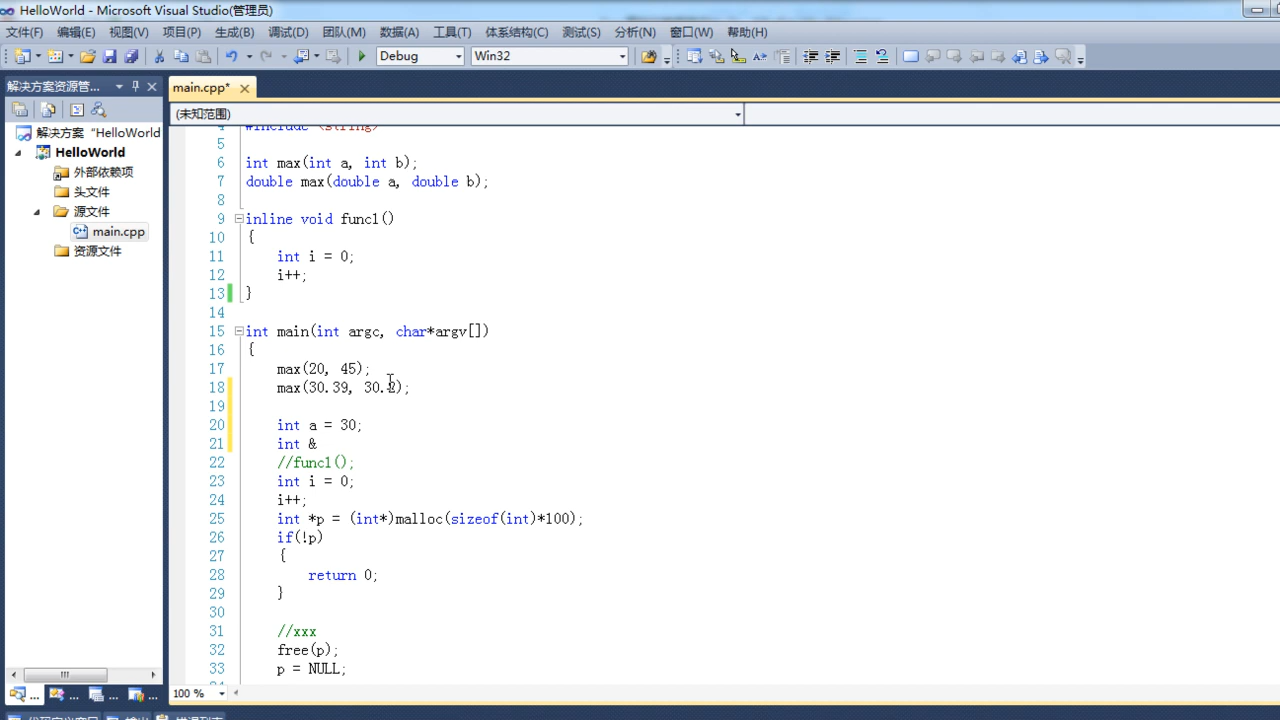 HelloWorld - Microsoft Visual Studio(管理员)
文件(F) 编辑(E) 视图(V) 项目(P) 生成(B) 调试(D) 团队(M) 数据(A) 工具(T) 体系结构(C) 测试(S) 分析(N) 窗口(W) 帮助(H)
Debug Win32
解决方案资源管...
main.cpp*
(未知范围)
解决方案 “HelloWorld
HelloWorld
外部依赖项
头文件
源文件
main.cpp
资源文件
4 #include <string>
5
6 int max(int a, int b);
7 double max(double a, double b);
8
9 inline void func1()
10 {
11 int i = 0;
12 i++;
13 }
14
15 int main(int argc, char*argv[])
16 {
17 max(20, 45);
18 max(30.39, 30.2);
19
20 int a = 30;
21 int &
22 //func1();
23 int i = 0;
24 i++;
25 int *p = (int*)malloc(sizeof(int)*100);
26 if(!p)
27 {
28 return 0;
29 }
30
31 //xxx
32 free(p);
33 p = NULL;
100 %